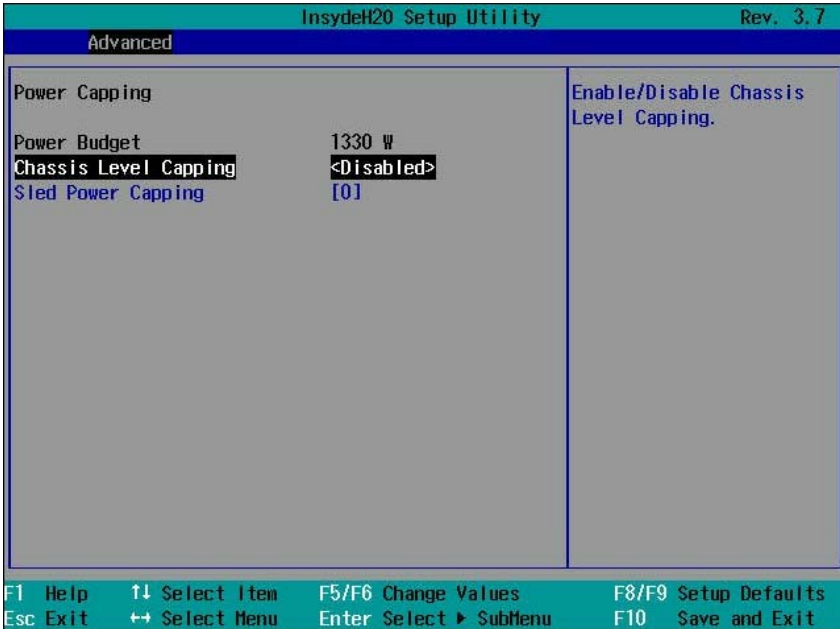 InsydeH20 Setup Utility Rev. 3.7
Advanced
Power Capping
Power Budget 1330 W
Chassis Level Capping <Disabled>
Sled Power Capping [0]
Enable/Disable Chassis
Level Capping.
F1 Help ↑↓ Select Item F5/F6 Change Values F8/F9 Setup Defaults
Esc Exit ↔ Select Menu Enter Select ▶ SubMenu F10 Save and Exit